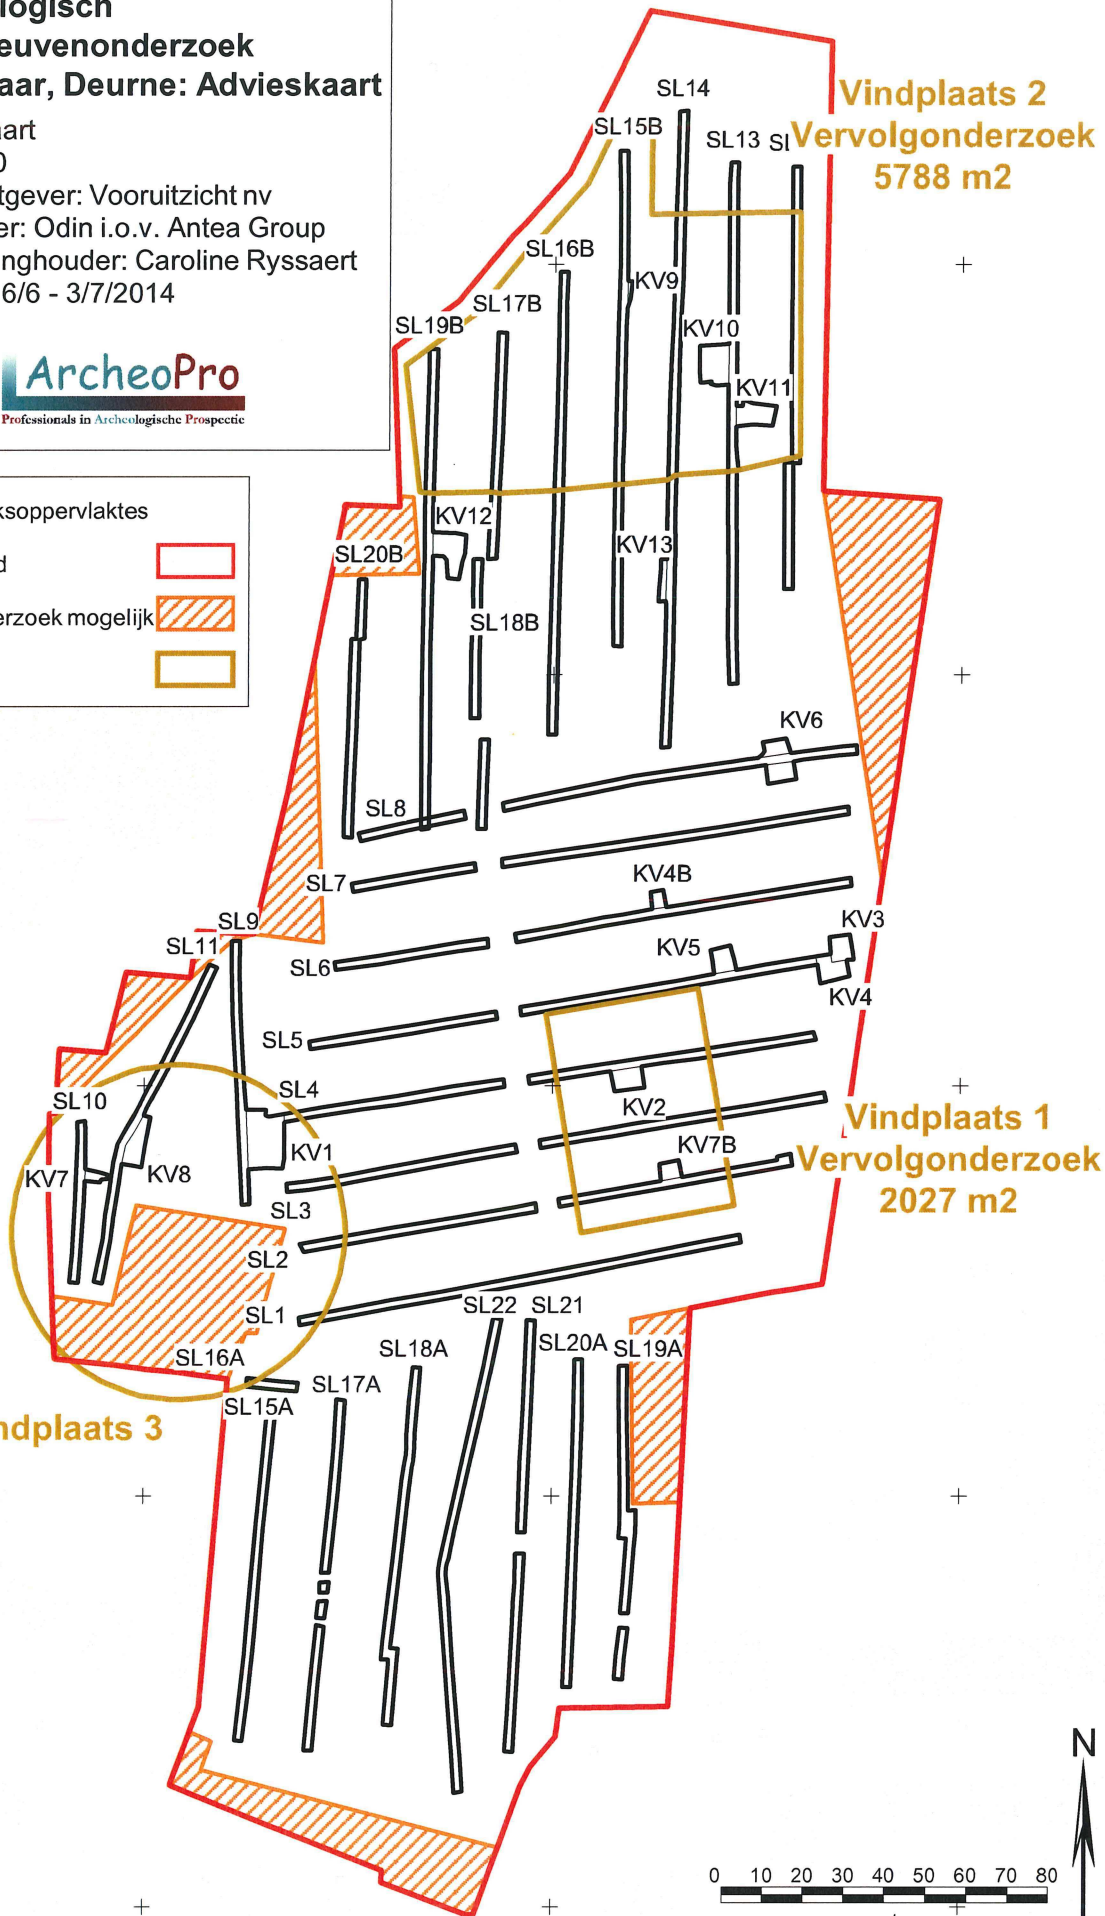 logisch
euvenonderzoek
aar, Deurne: Advieskaart
aart
0
tgever: Vooruitzicht nv
er: Odin i.o.v. Antea Group
nghouder: Caroline Ryssaert
6/6 - 3/7/2014
ArcheoPro
Professionals in Archeologische Prospectie
ksoppervlaktes
d
erzoek mogelijk
Vindplaats 2
Vervolgonderzoek
5788 m2
SL14
SL15B
SL13
SL
SL16B
KV9
SL17B
SL19B
KV10
KV11
KV12
KV13
SL20B
SL18B
KV6
SL8
SL7
KV4B
KV3
SL9
SL11
KV5
SL6
KV4
SL5
SL4
SL10
KV2
Vindplaats 1
Vervolgonderzoek
2027 m2
KV7B
KV1
KV8
KV7
SL3
SL2
SL1
SL22
SL21
SL20A
SL19A
SL18A
SL16A
SL17A
SL15A
ndplaats 3
N
0 10 20 30 40 50 60 70 80